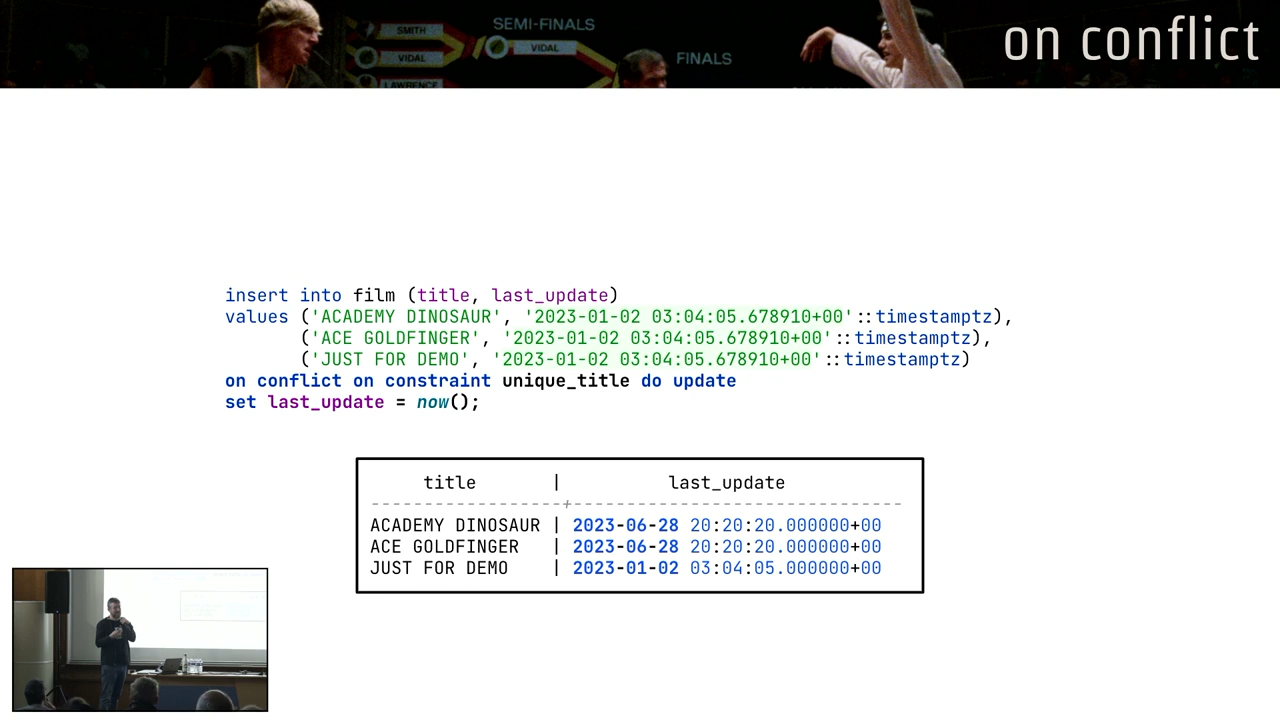 SMITH
VIDAL
LAWRENCE
SEMI-FINALS
VIDAL
FINALS
on conflict
insert into film (title, last_update)
values ('ACADEMY DINOSAUR', '2023-01-02 03:04:05.678910+00'::timestamptz),
('ACE GOLDFINGER', '2023-01-02 03:04:05.678910+00'::timestamptz),
('JUST FOR DEMO', '2023-01-02 03:04:05.678910+00'::timestamptz)
on conflict on constraint unique_title do update
set last_update = now();
title | last_update
------------------+-------------------------------
ACADEMY DINOSAUR | 2023-06-28 20:20:20.000000+00
ACE GOLDFINGER | 2023-06-28 20:20:20.000000+00
JUST FOR DEMO | 2023-01-02 03:04:05.000000+00